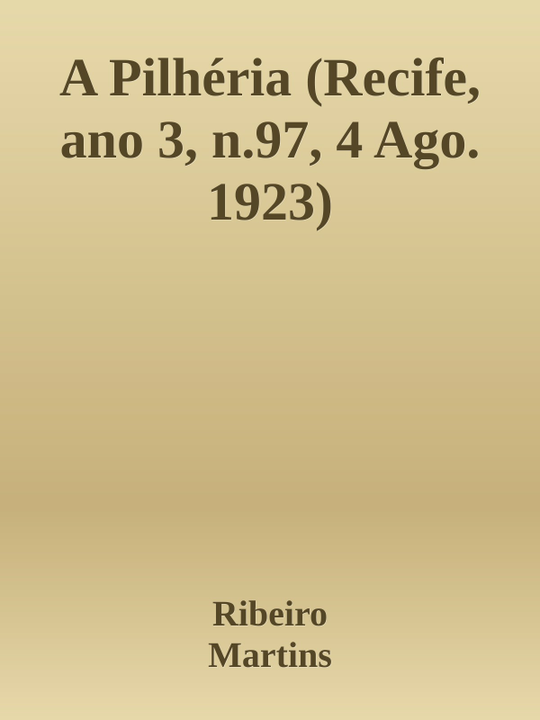 A Pilhéria (Recife,
ano 3, n.97, 4 Ago.
1923)
Ribeiro
Martins